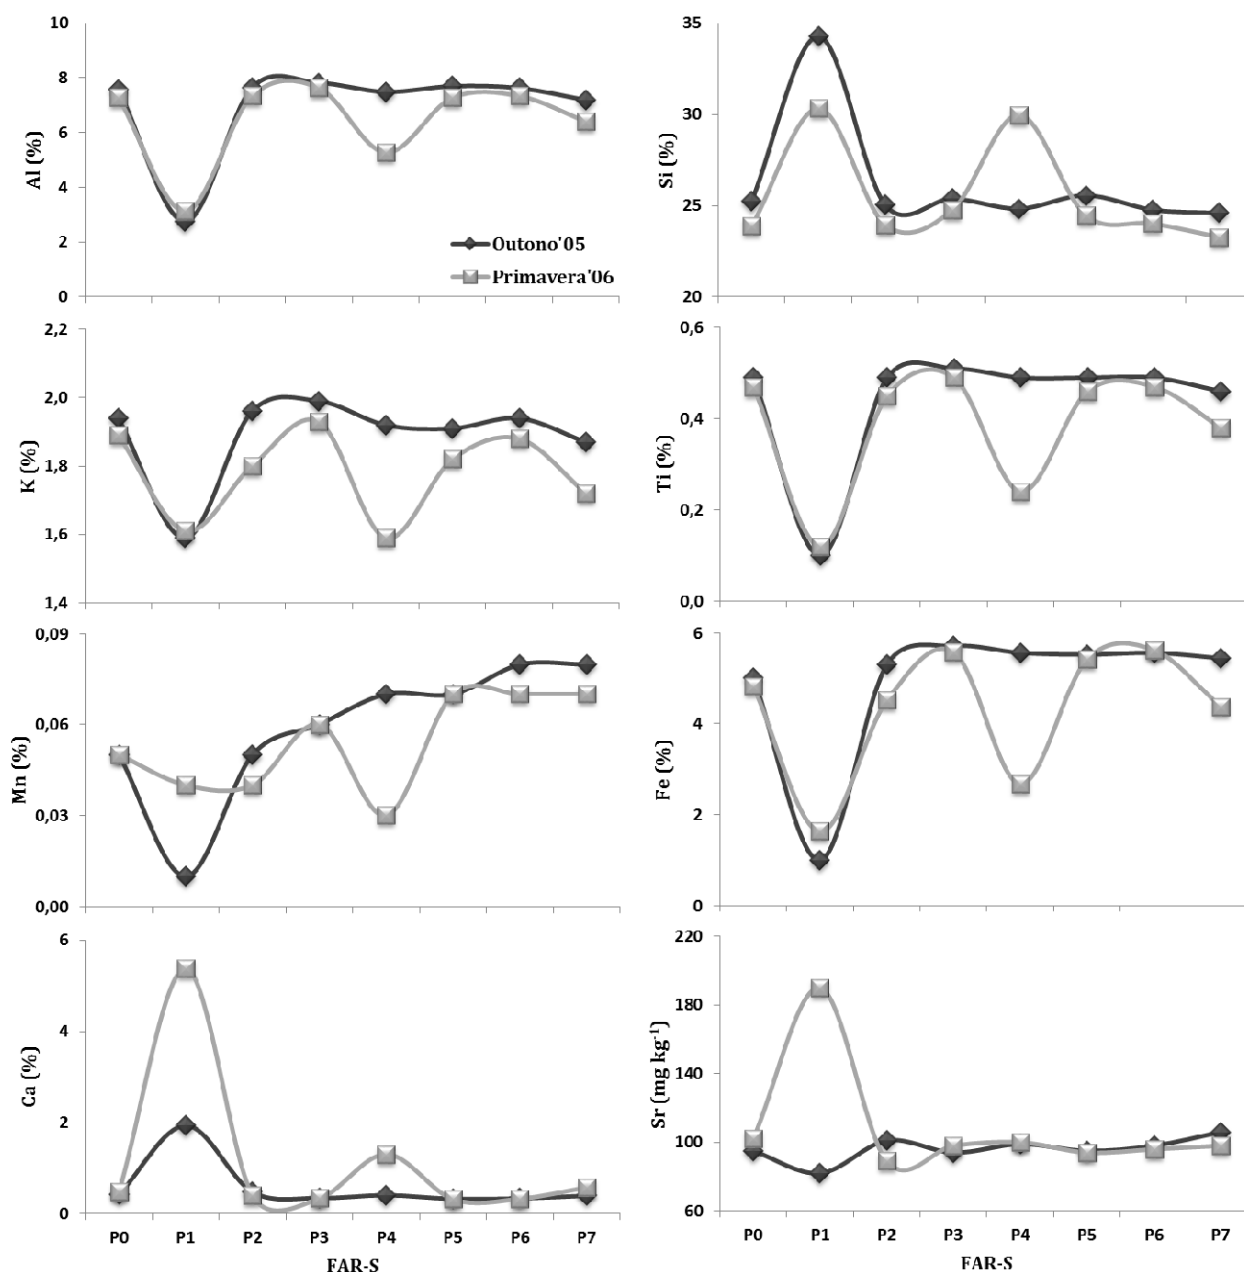 Al (%)
10
8
6
4
2
0
Outono'05
Primavera'06
Si (%)
35
30
25
20
K (%)
2,2
2,0
1,8
1,6
1,4
Ti (%)
0,6
0,4
0,2
0,0
Mn (%)
0,09
0,06
0,03
0,00
Fe (%)
6
4
2
0
Ca (%)
6
4
2
0
P0 P1 P2 P3 P4 P5 P6 P7
FAR-S
Sr (mg kg⁻¹)
220
180
140
100
60
P0 P1 P2 P3 P4 P5 P6 P7
FAR-S